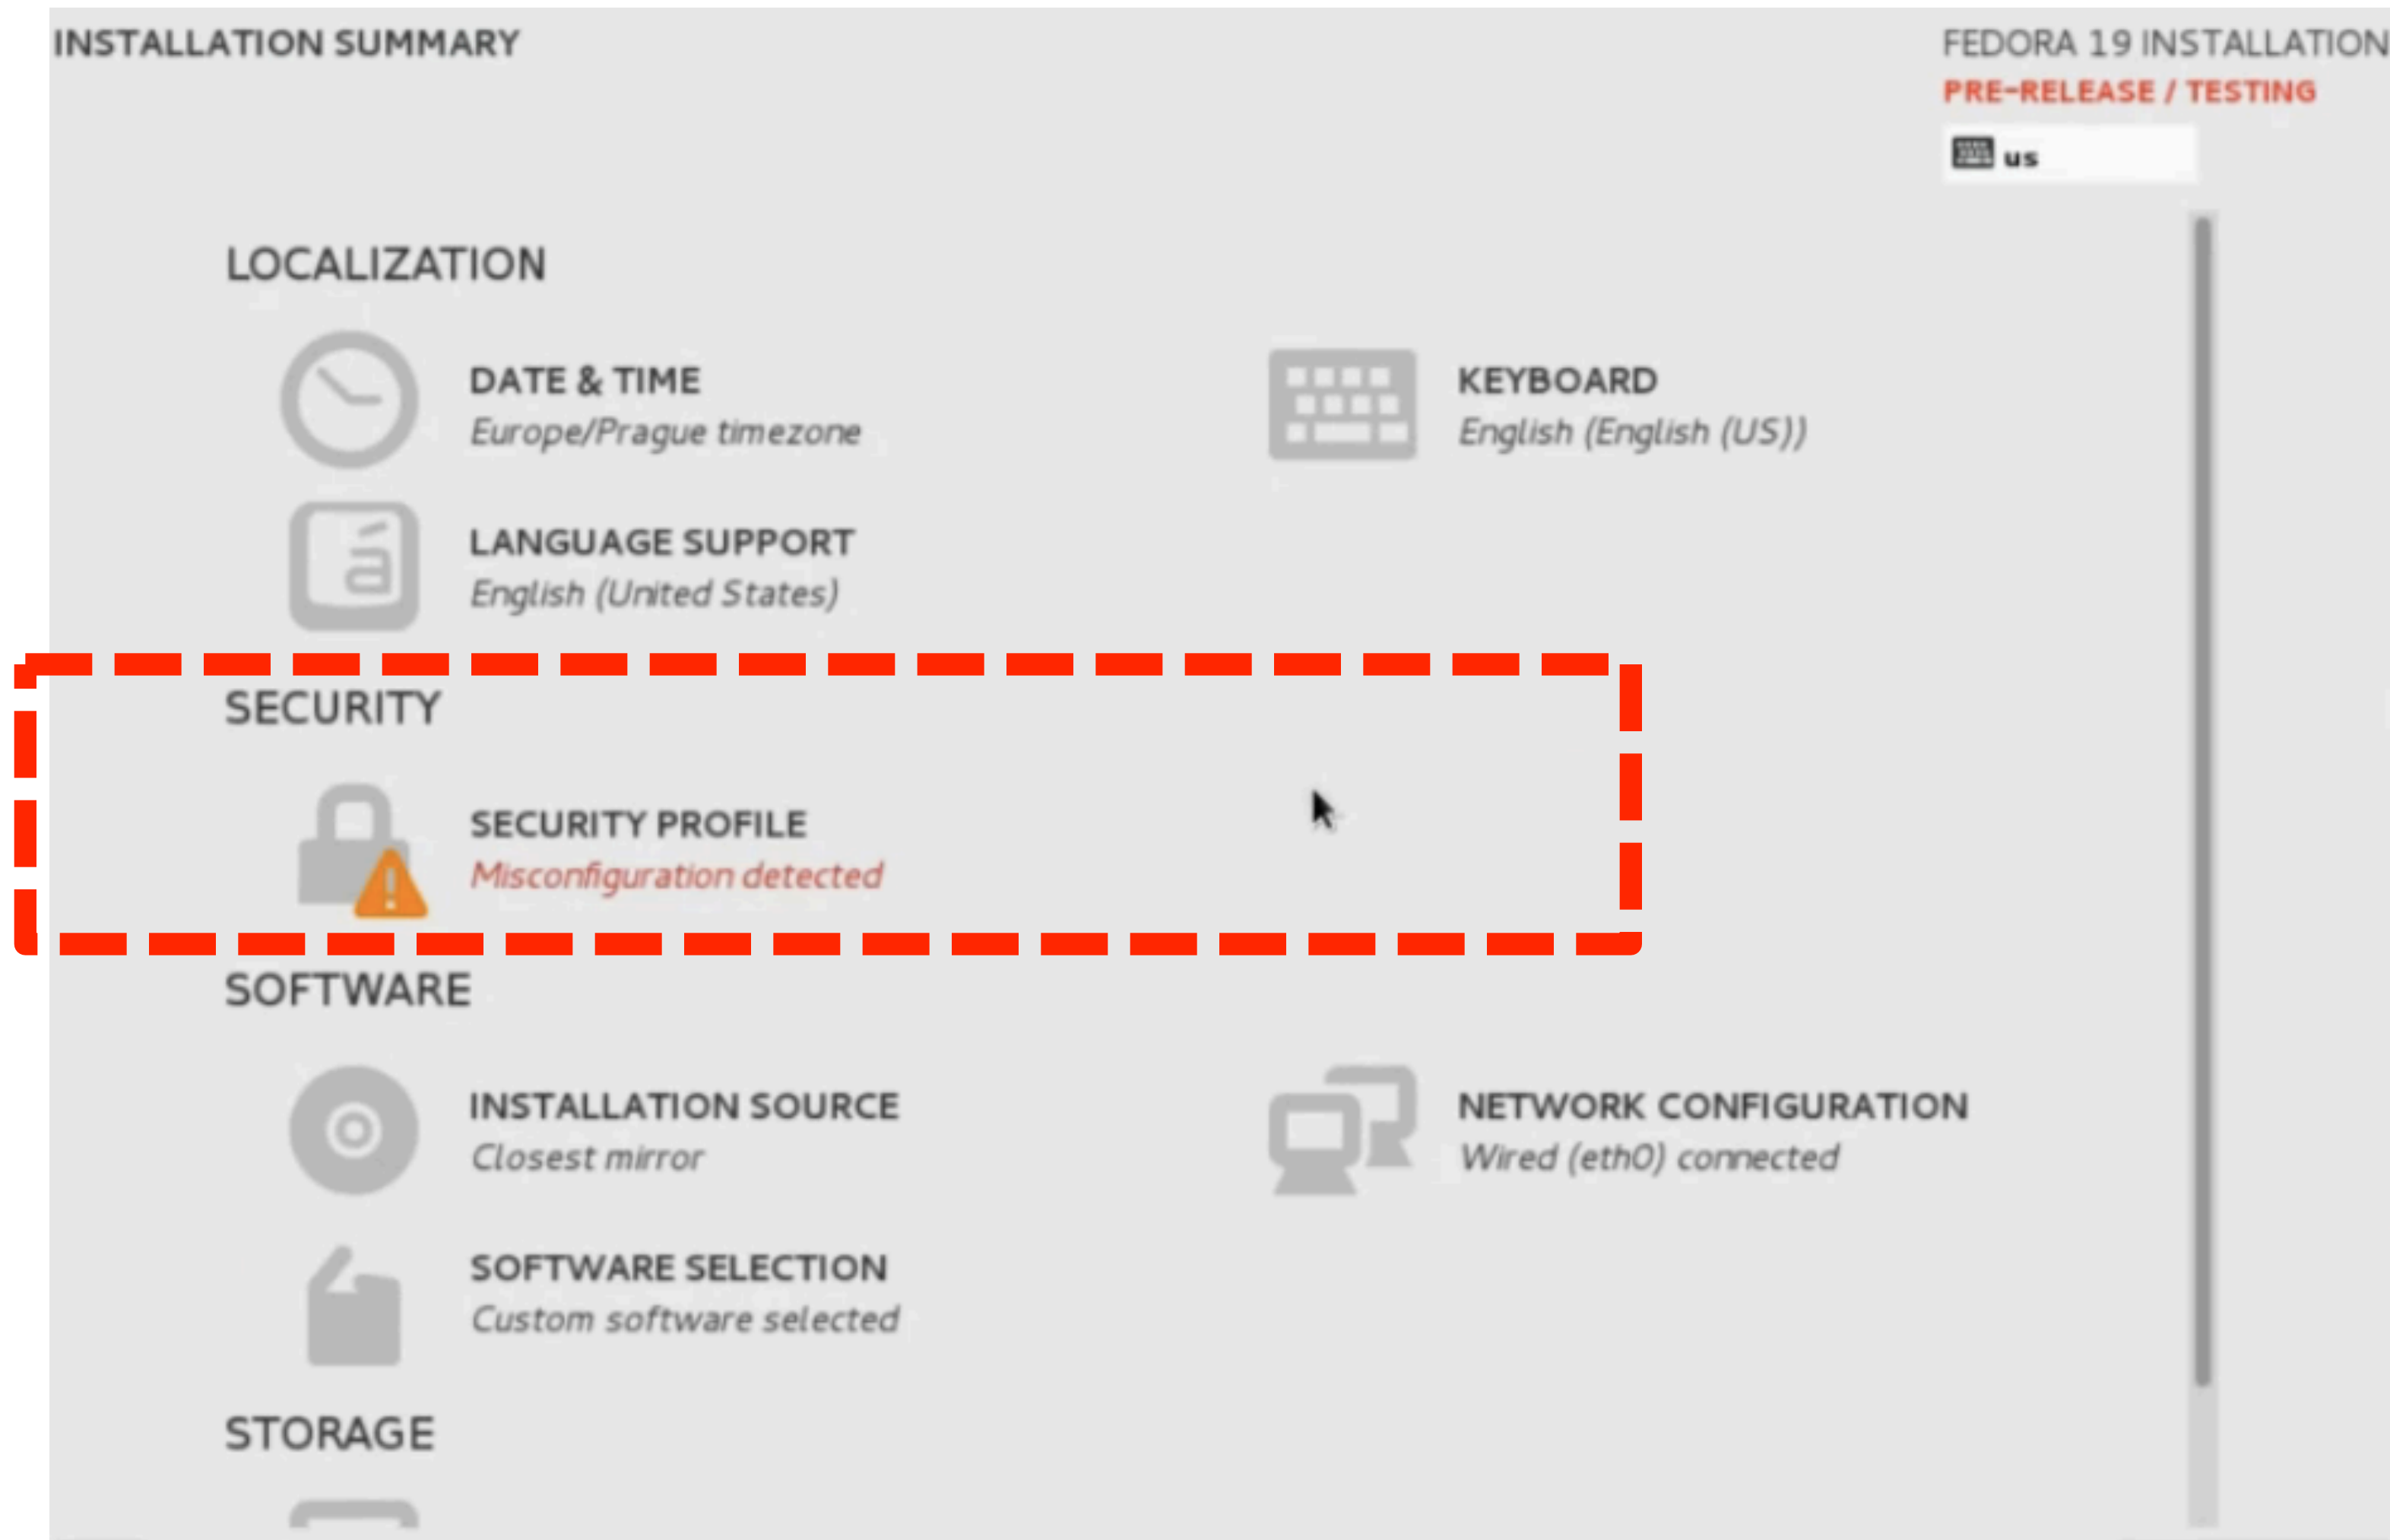 INSTALLATION SUMMARY
FEDORA 19 INSTALLATION
PRE-RELEASE / TESTING
us
LOCALIZATION
DATE & TIME
Europe/Prague timezone
KEYBOARD
English (English (US))
LANGUAGE SUPPORT
English (United States)
SECURITY
SECURITY PROFILE
Misconfiguration detected
SOFTWARE
INSTALLATION SOURCE
Closest mirror
NETWORK CONFIGURATION
Wired (eth0) connected
SOFTWARE SELECTION
Custom software selected
STORAGE